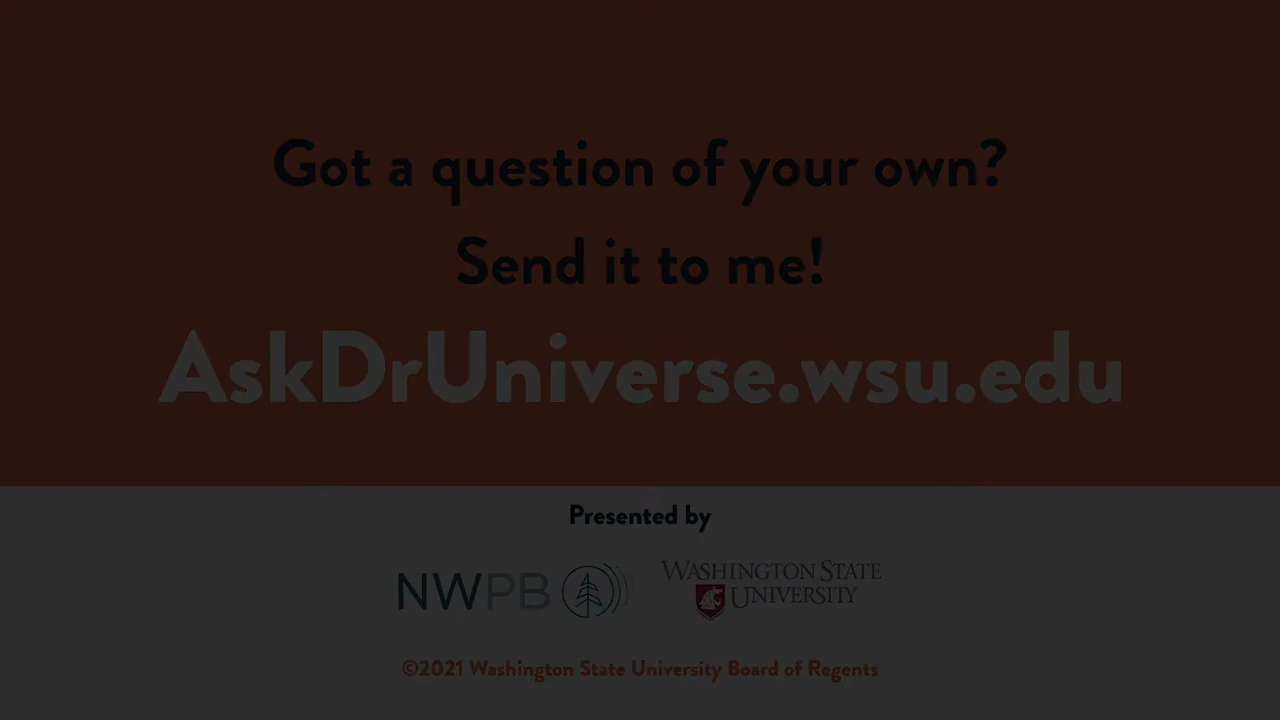 Got a question of your own?
Send it to me!
AskDrUniverse.wsu.edu
Presented by
NWPB
WASHINGTON STATE
UNIVERSITY
©2021 Washington State University Board of Regents